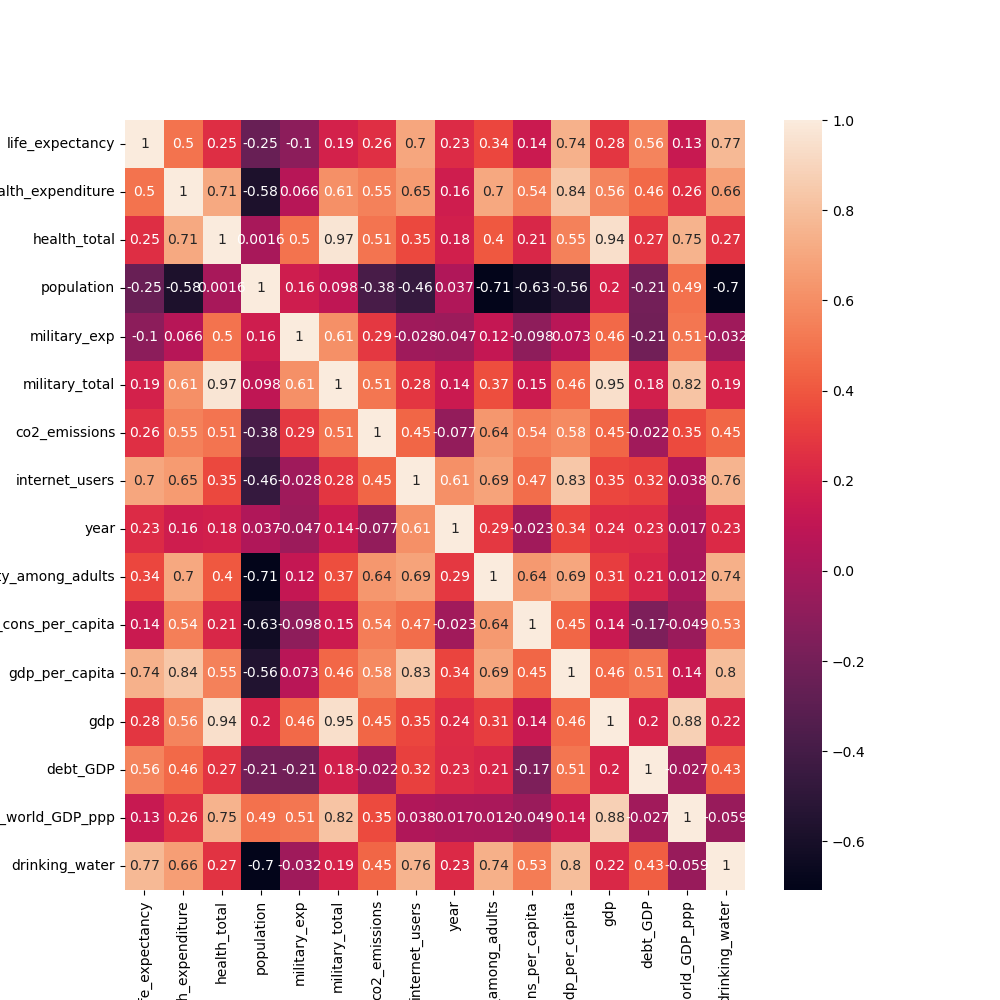 life_expectancy 1 0.5 0.25 -0.25 -0.1 0.19 0.26 0.7 0.23 0.34 0.14 0.74 0.28 0.56 0.13 0.77 1.0
alth_expenditure 0.5 1 0.71 -0.58 0.066 0.61 0.55 0.65 0.16 0.7 0.54 0.84 0.56 0.46 0.26 0.66 0.8
health_total 0.25 0.71 1 0.0016 0.5 0.97 0.51 0.35 0.18 0.4 0.21 0.55 0.94 0.27 0.75 0.27
population -0.25 -0.58 0.0016 1 0.16 0.098 -0.38 -0.46 0.037 -0.71 -0.63 -0.56 0.2 -0.21 0.49 -0.7 0.6
military_exp -0.1 0.066 0.5 0.16 1 0.61 0.29 -0.028 -0.047 0.12 -0.098 0.073 0.46 -0.21 0.51 -0.032
military_total 0.19 0.61 0.97 0.098 0.61 1 0.51 0.28 0.14 0.37 0.15 0.46 0.95 0.18 0.82 0.19 0.4
co2_emissions 0.26 0.55 0.51 -0.38 0.29 0.51 1 0.45 -0.077 0.64 0.54 0.58 0.45 -0.022 0.35 0.45
internet_users 0.7 0.65 0.35 -0.46 -0.028 0.28 0.45 1 0.61 0.69 0.47 0.83 0.35 0.32 0.038 0.76 0.2
year 0.23 0.16 0.18 0.037 -0.047 0.14 -0.077 0.61 1 0.29 -0.023 0.34 0.24 0.23 0.017 0.23
ty_among_adults 0.34 0.7 0.4 -0.71 0.12 0.37 0.64 0.69 0.29 1 0.64 0.69 0.31 0.21 0.012 0.74 0.0
_cons_per_capita 0.14 0.54 0.21 -0.63 -0.098 0.15 0.54 0.47 -0.023 0.64 1 0.45 0.14 -0.17 -0.049 0.53
gdp_per_capita 0.74 0.84 0.55 -0.56 0.073 0.46 0.58 0.83 0.34 0.69 0.45 1 0.46 0.51 0.14 0.8 −0.2
gdp 0.28 0.56 0.94 0.2 0.46 0.95 0.45 0.35 0.24 0.31 0.14 0.46 1 0.2 0.88 0.22
debt_GDP 0.56 0.46 0.27 -0.21 -0.21 0.18 -0.022 0.32 0.23 0.21 -0.17 0.51 0.2 1 -0.027 0.43 −0.4
_world_GDP_ppp 0.13 0.26 0.75 0.49 0.51 0.82 0.35 0.038 0.017 0.012 -0.049 0.14 0.88 -0.027 1 -0.059 −0.6
drinking_water 0.77 0.66 0.27 -0.7 -0.032 0.19 0.45 0.76 0.23 0.74 0.53 0.8 0.22 0.43 -0.059 1
fe_expectancy
h_expenditure
health_total
population
military_exp
military_total
co2_emissions
internet_users
year
_among_adults
ns_per_capita
dp_per_capita
gdp
debt_GDP
orld_GDP_ppp
drinking_water